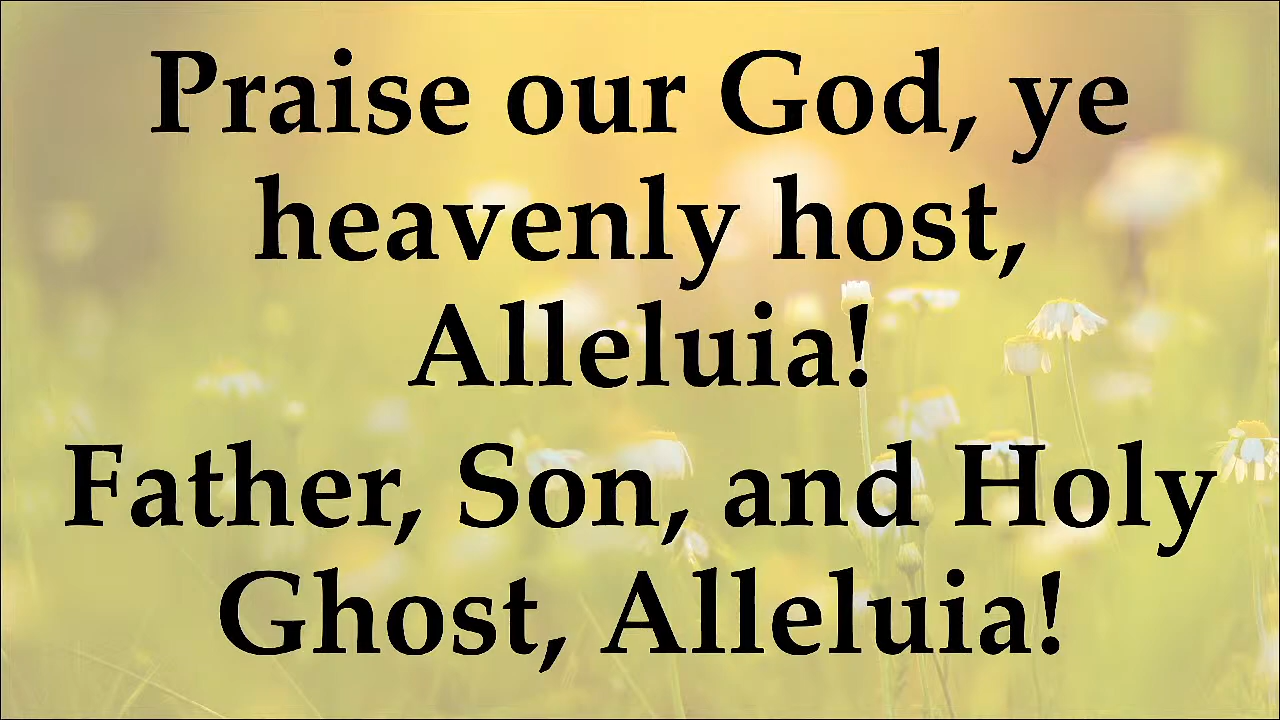 Praise our God, ye
heavenly host,
Alleluia!
Father, Son, and Holy
Ghost, Alleluia!